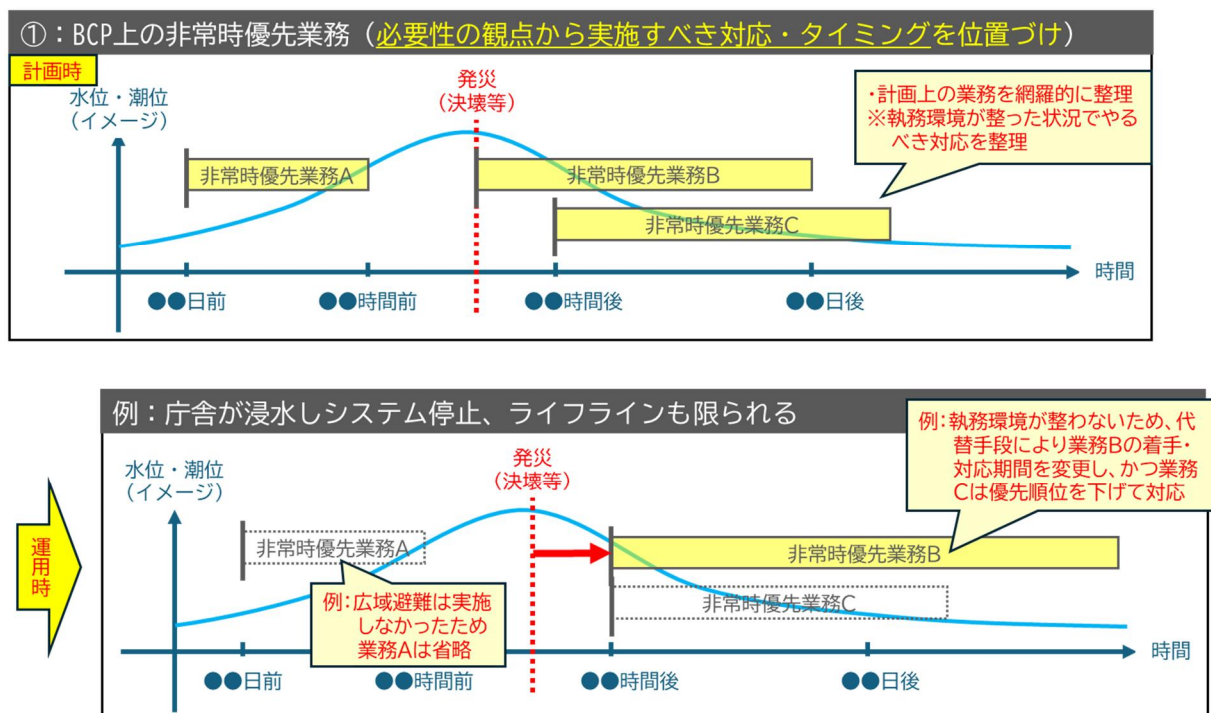 ①：BCP上の非常時優先業務（必要性の観点から実施すべき対応・タイミングを位置づけ）
計画時
水位・潮位
（イメージ）
発災
（決壊等）
・計画上の業務を網羅的に整理
※執務環境が整った状況でやる
べき対応を整理
非常時優先業務A
非常時優先業務B
非常時優先業務C
時間
●●日前
●●時間前
●●時間後
●●日後
例：庁舎が浸水しシステム停止、ライフラインも限られる
例：執務環境が整わないため、代
替手段により業務Bの着手・
対応期間を変更し、かつ業務
Cは優先順位を下げて対応
運用時
水位・潮位
（イメージ）
発災
（決壊等）
非常時優先業務A
非常時優先業務B
非常時優先業務C
例：広域避難は実施
しなかったため
業務Aは省略
時間
●●日前
●●時間前
●●時間後
●●日後